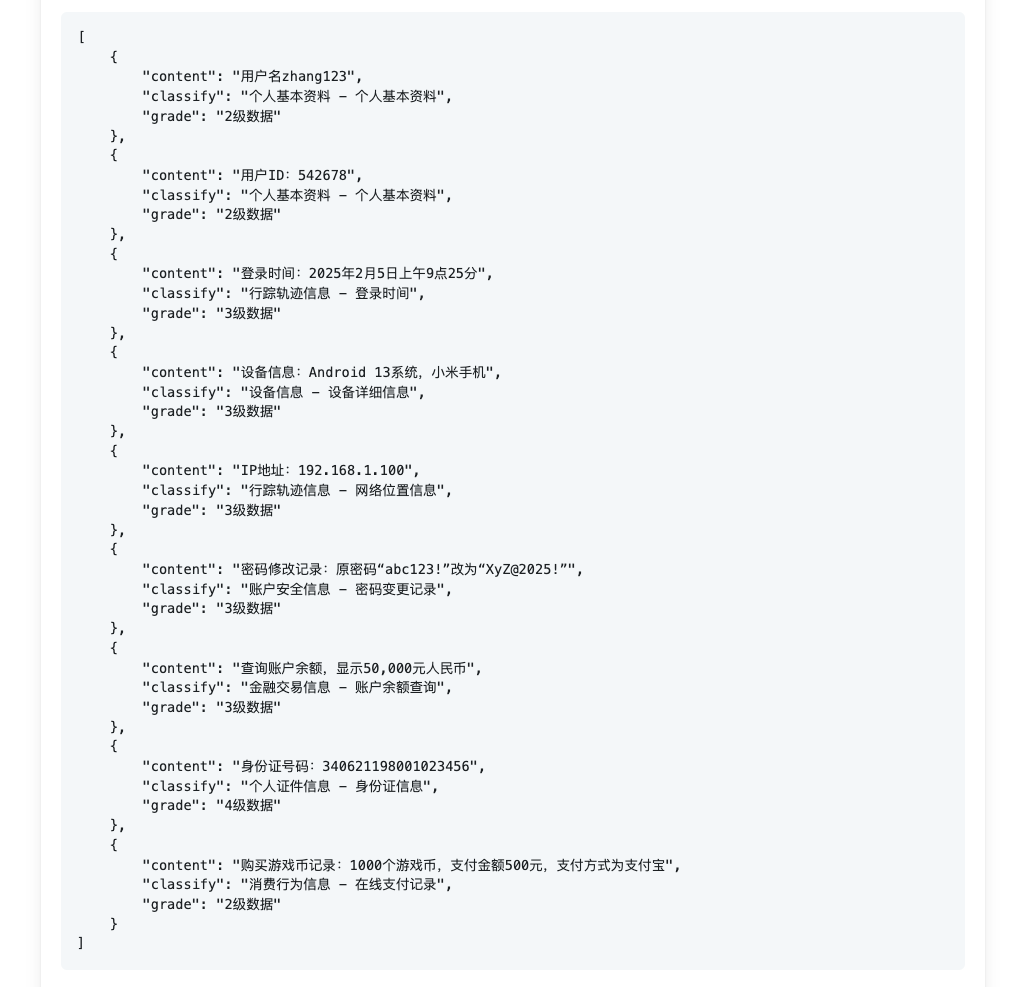 [
    {
        "content": "用户名zhang123",
        "classify": "个人基本资料 – 个人基本资料",
        "grade": "2级数据"
    },
    {
        "content": "用户ID：542678",
        "classify": "个人基本资料 – 个人基本资料",
        "grade": "2级数据"
    },
    {
        "content": "登录时间：2025年2月5日上午9点25分",
        "classify": "行踪轨迹信息 – 登录时间",
        "grade": "3级数据"
    },
    {
        "content": "设备信息：Android 13系统，小米手机",
        "classify": "设备信息 – 设备详细信息",
        "grade": "3级数据"
    },
    {
        "content": "IP地址：192.168.1.100",
        "classify": "行踪轨迹信息 – 网络位置信息",
        "grade": "3级数据"
    },
    {
        "content": "密码修改记录：原密码“abc123!”改为“XyZ@2025!”",
        "classify": "账户安全信息 – 密码变更记录",
        "grade": "3级数据"
    },
    {
        "content": "查询账户余额，显示50,000元人民币",
        "classify": "金融交易信息 – 账户余额查询",
        "grade": "3级数据"
    },
    {
        "content": "身份证号码：340621198001023456",
        "classify": "个人证件信息 – 身份证信息",
        "grade": "4级数据"
    },
    {
        "content": "购买游戏币记录：1000个游戏币，支付金额500元，支付方式为支付宝",
        "classify": "消费行为信息 – 在线支付记录",
        "grade": "2级数据"
    }
]